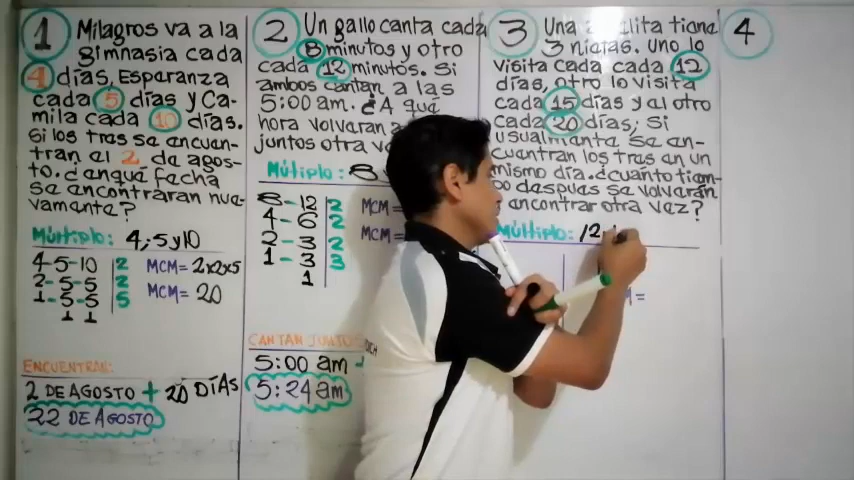 1
Milagros va a la
gimnasia cada
4 días, Esperanza
cada 5 días y Ca-
mila cada 10 días.
Si los tres se encuen-
tran el 2 de agos-
to. ¿en qué fecha
se encontraran nue-
vamente?
Múltiplo: 4, 5 y 10
4-5-10 2
2-5-5 2
1-5-5 5
1 1
MCM= 2x2x5
MCM= 20
ENCUENTRAN:
2 DE AGOSTO + 20 DÍAS
22 DE AGOSTO
2
Un gallo canta cada
8 minutos y otro
cada 12 minutos. Si
ambos cantan a las
5:00 am. ¿A qué
hora volveran a
juntos otra
Múltiplo: 8
8-12 2
4-6 2
2-3 2
1-3 3
1
MCM=
MCM=
CANTAN JUNTOS
5:00 am
5:24 am
3
Una tiene
3 nietas. Uno lo
visita cada cada 12
días, otro lo visita
cada 15 días y el otro
cada 20 días; Si
usualmente se en-
cuentran los tres en un
mismo día. ¿cuánto tiem-
po despues se volverán
encontrar otra vez?
Múltiplo: 12
=
4